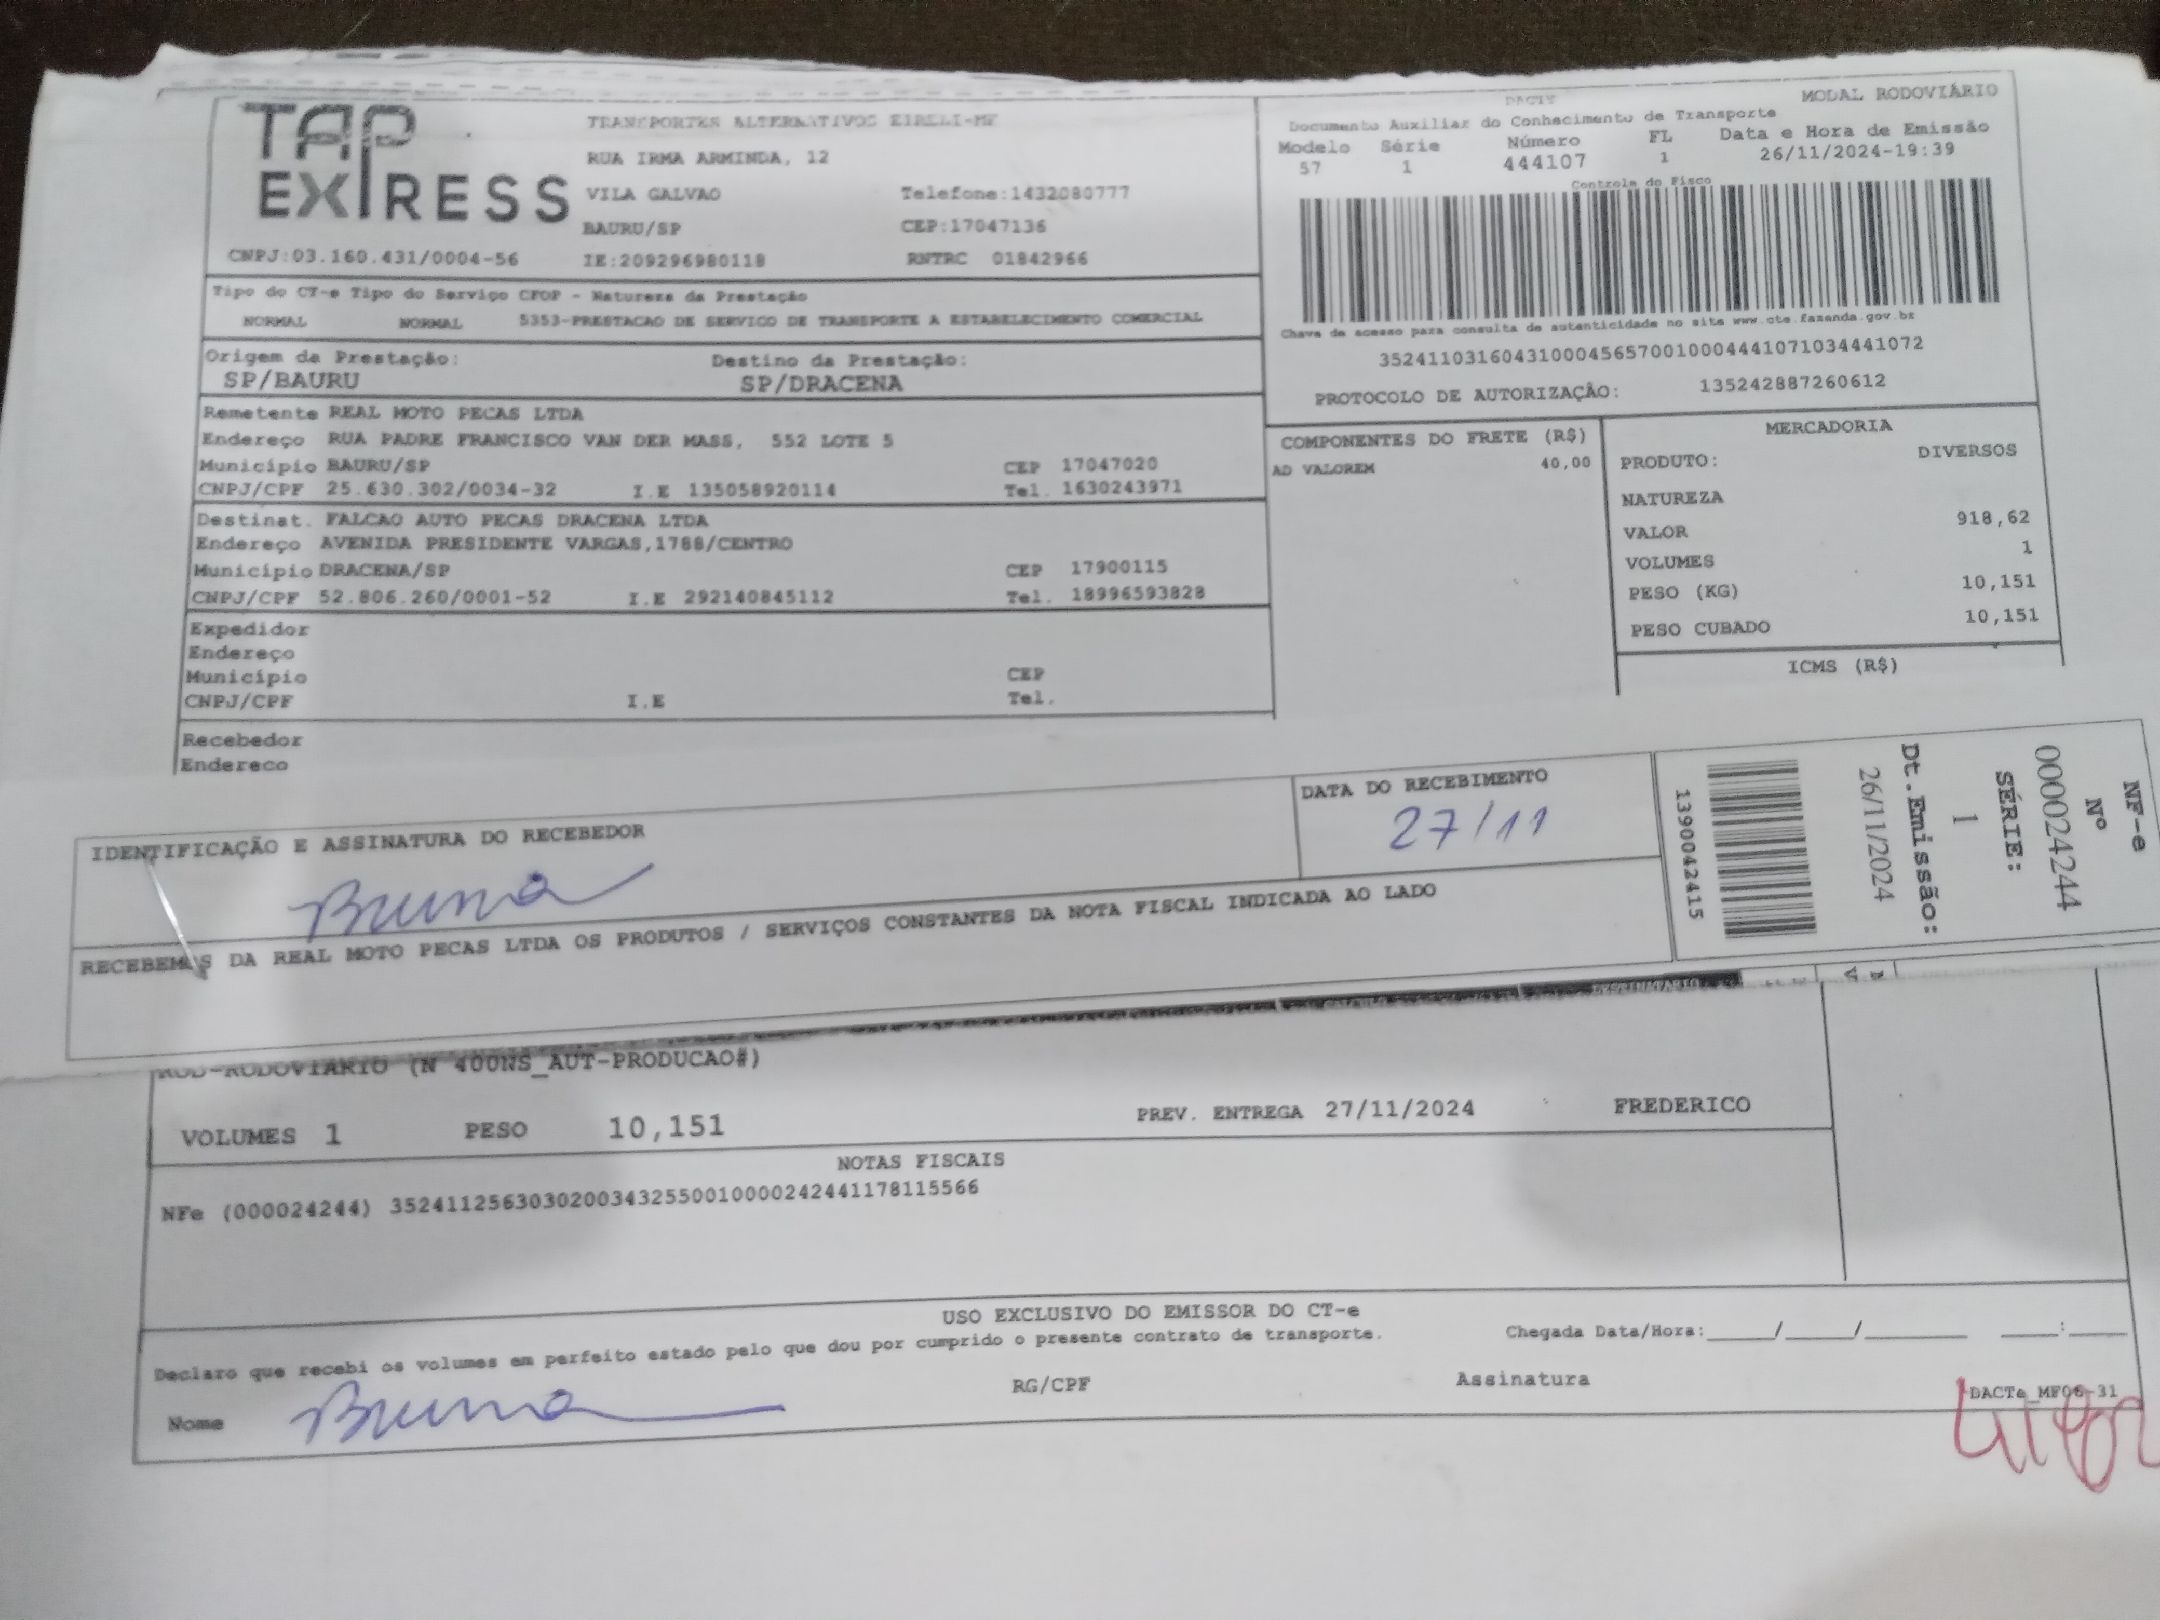 TAP EXPRESS
TRANSPORTES ALTERNATIVOS EIRELI-ME
RUA IRMA ARMINDA, 12
VILA GALVAO Telefone:1432080777
BAURU/SP CEP:17047136
CNPJ:03.160.431/0004-56 IE:209296980118 RNTRC 01842966
DACTE MODAL RODOVIÁRIO
Documento Auxiliar do Conhecimento de Transporte
Modelo Série Número FL Data e Hora de Emissão
57 1 444107 1 26/11/2024-19:39
Controle do Fisco
Chave de acesso para consulta de autenticidade no site www.cte.fazenda.gov.br
35241103160431000456570010004441071034441072
PROTOCOLO DE AUTORIZAÇÃO: 135242887260612
Tipo do CT-e Tipo do Serviço CFOP - Natureza da Prestação
NORMAL NORMAL 5353-PRESTACAO DE SERVICO DE TRANSPORTE A ESTABELECIMENTO COMERCIAL
Origem da Prestação: Destino da Prestação:
SP/BAURU SP/DRACENA
Remetente REAL MOTO PECAS LTDA
Endereço RUA PADRE FRANCISCO VAN DER MASS, 552 LOTE 5
Município BAURU/SP CEP 17047020
CNPJ/CPF 25.630.302/0034-32 I.E 135058920114 Tel. 1630243971
Destinat. FALCAO AUTO PECAS DRACENA LTDA
Endereço AVENIDA PRESIDENTE VARGAS,1788/CENTRO
Município DRACENA/SP CEP 17900115
CNPJ/CPF 52.806.260/0001-52 I.E 292140845112 Tel. 18996593828
Expedidor
Endereço
Município CEP
CNPJ/CPF I.E Tel.
Recebedor
Endereco
COMPONENTES DO FRETE (R$)
AD VALOREM 40,00
MERCADORIA
PRODUTO: DIVERSOS
NATUREZA
VALOR 918,62
VOLUMES 1
PESO (KG) 10,151
PESO CUBADO 10,151
ICMS (R$)
IDENTIFICAÇÃO E ASSINATURA DO RECEBEDOR
Bruna
DATA DO RECEBIMENTO
27/11
RECEBEMOS DA REAL MOTO PECAS LTDA OS PRODUTOS / SERVIÇOS CONSTANTES DA NOTA FISCAL INDICADA AO LADO
NF-e
Nº
000024244
SÉRIE:
1
Dt.Emissão:
26/11/2024
1390042415
ROD-RODOVIARIO (N 400NS_AUT-PRODUCAO#)
VOLUMES 1 PESO 10,151 PREV. ENTREGA 27/11/2024 FREDERICO
NOTAS FISCAIS
NFe (000024244) 35241125630302003432550010000242441178115566
USO EXCLUSIVO DO EMISSOR DO CT-e
Declaro que recebi os volumes em perfeito estado pelo que dou por cumprido o presente contrato de transporte. Chegada Data/Hora:_____/_____/_______ ____:____
Nome Bruna RG/CPF Assinatura
DACTe_MF06-31